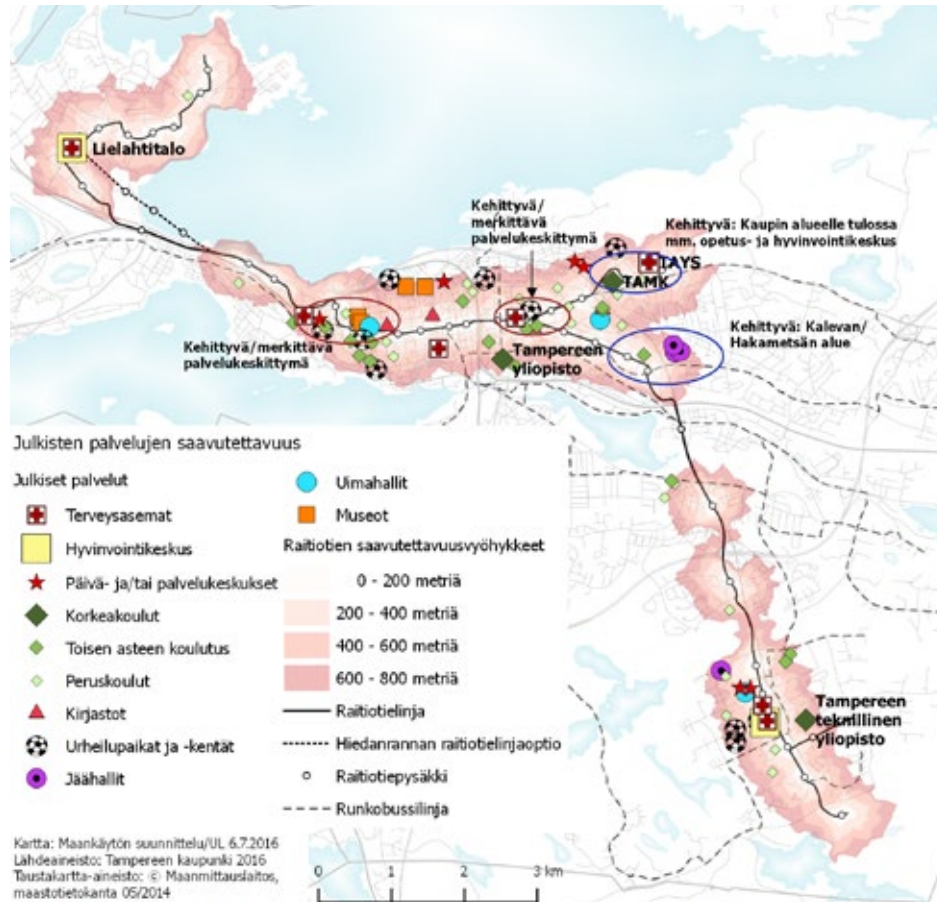 Lielahtitalo
Kehittyvä/
merkittävä
palvelukeskittymä
Kehittyvä: Kaupin alueelle tulossa
mm. opetus- ja hyvinvointikeskus
TAYS
TAMK
Kehittyvä: Kalevan/
Hakametsän alue
Kehittyvä/merkittävä
palvelukeskittymä
Tampereen
yliopisto
Tampereen
teknillinen
yliopisto
Julkisten palvelujen saavutettavuus
Julkiset palvelut
Terveysasemat
Hyvinvointikeskus
Päivä- ja/tai palvelukeskukset
Korkeakoulut
Toisen asteen koulutus
Peruskoulut
Kirjastot
Urheilupaikat ja -kentät
Jäähallit
Uimahallit
Museot
Raitiotien saavutettavuusvyöhykkeet
0 - 200 metriä
200 - 400 metriä
400 - 600 metriä
600 - 800 metriä
Raitiotielinja
Hiedanrannan raitiotielinjaoptio
Raitiotiepysäkki
Runkobussilinja
Kartta: Maankäytön suunnittelu/UL 6.7.2016
Lähdeaineisto: Tampereen kaupunki 2016
Taustakartta-aineisto: © Maanmittauslaitos,
maastotietokanta 05/2014
0 1 2 3 km